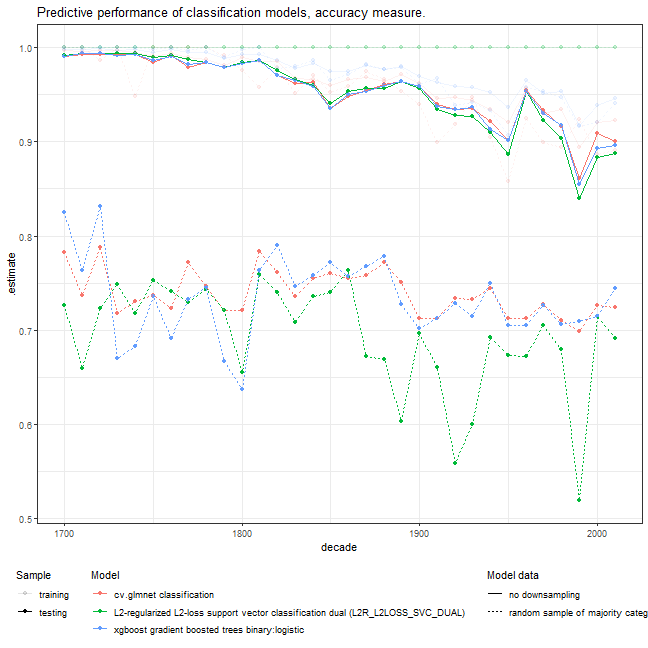 Predictive performance of classification models, accuracy measure.
1.0
0.9
0.8
0.7
0.6
0.5
.estimate
1700
1800
1900
2000
decade
Sample
training
testing
Model
cv.glmnet classification
L2-regularized L2-loss support vector classification dual (L2R_L2LOSS_SVC_DUAL)
xgboost gradient boosted trees binary:logistic
Model data
no downsampling
random sample of majority categ